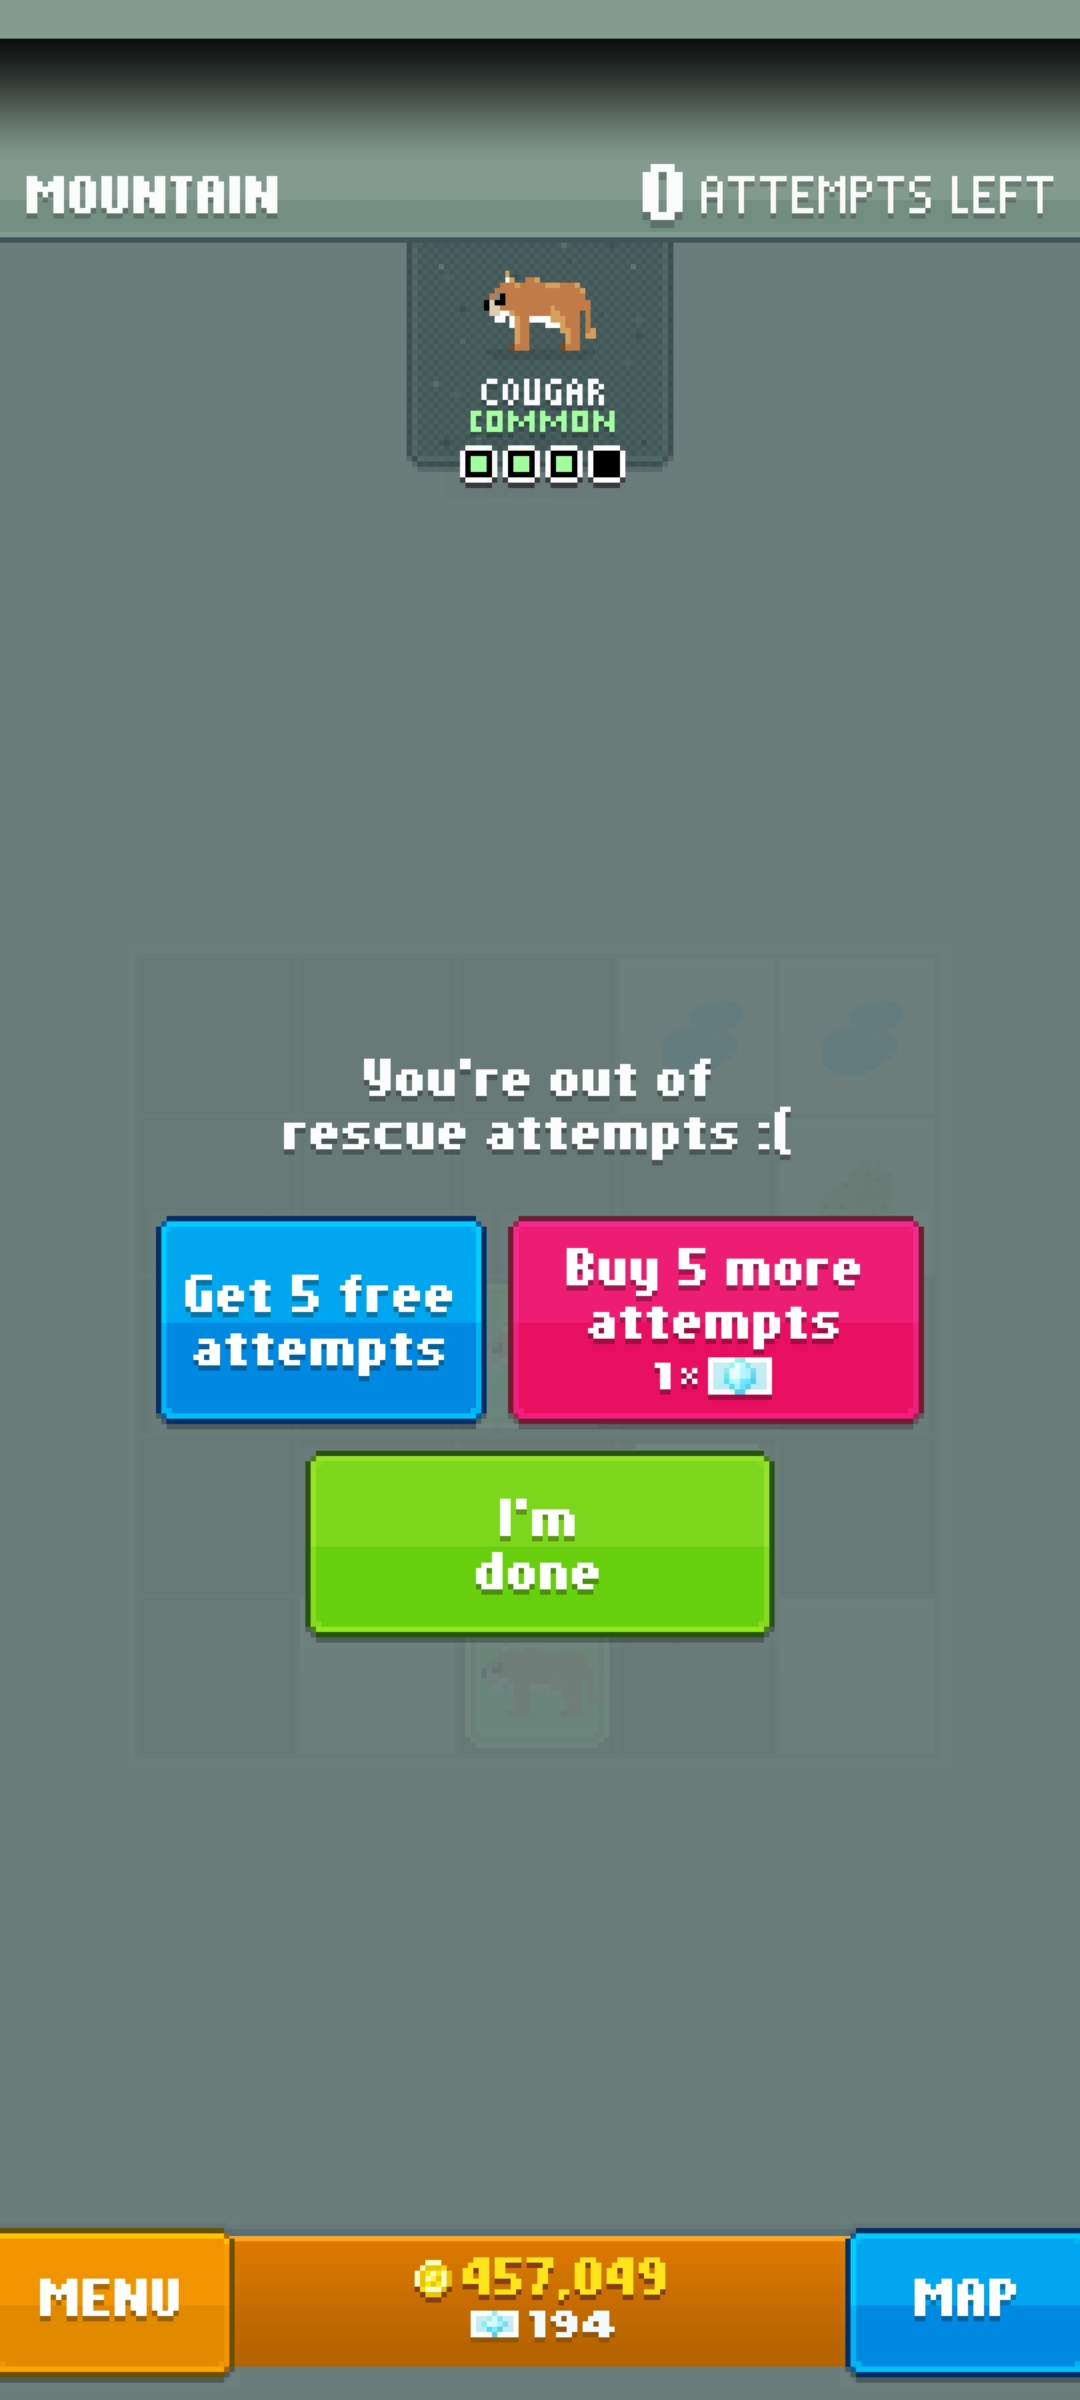 MOUNTAIN
0 ATTEMPTS LEFT
COUGAR
COMMON
You're out of
rescue attempts :(
Get 5 free
attempts
Buy 5 more
attempts
1×
I'm
done
MENU
457,049
194
MAP